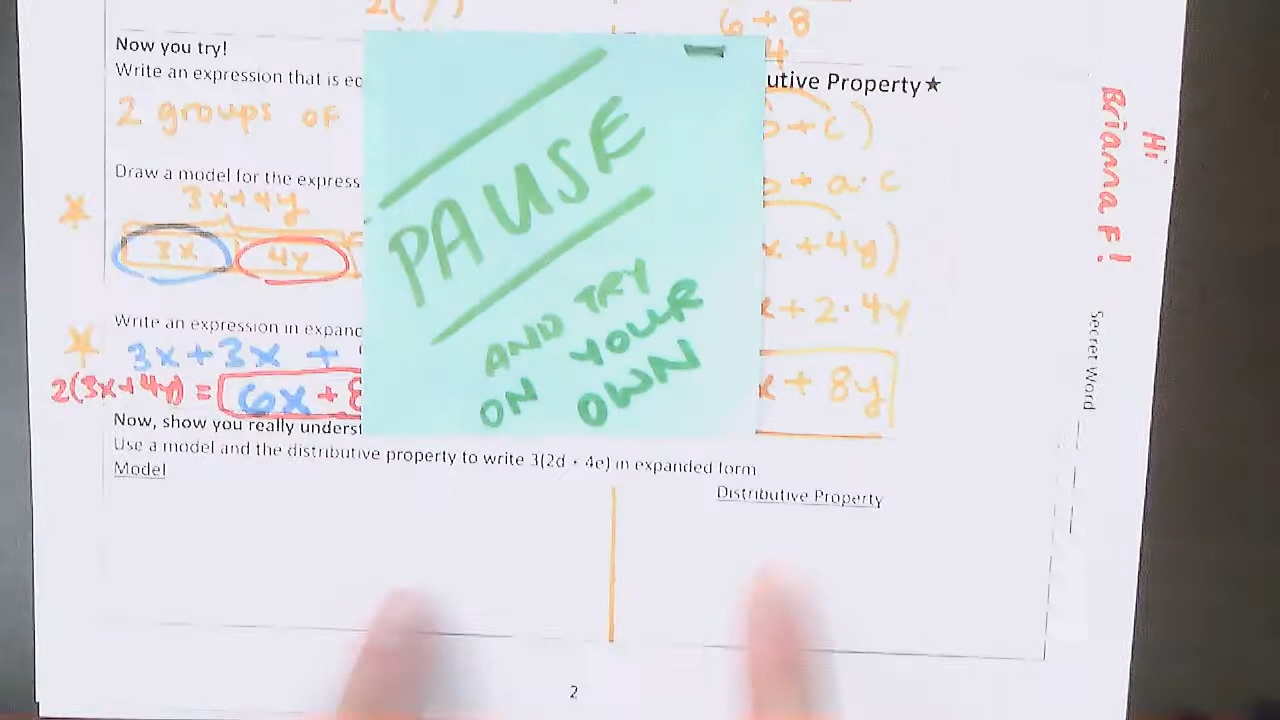 6 + 8
4
Now you try!
Write an expression that is
2 groups of
Draw a model for the express
3x+4y
3x 4y
Write an expression in expand
3x+3x +
2(3x+4y) = 6x+8
Now, show you really underst
PAUSE
AND TRY
ON YOUR
OWN
utive Property★
+ c)
+ a·c
+4y)
x + 2·4y
x + 8y
Use a model and the distributive property to write 3(2d + 4e) in expanded form
Model
Distributive Property
2
Hi
Brianna F!
Secret Word